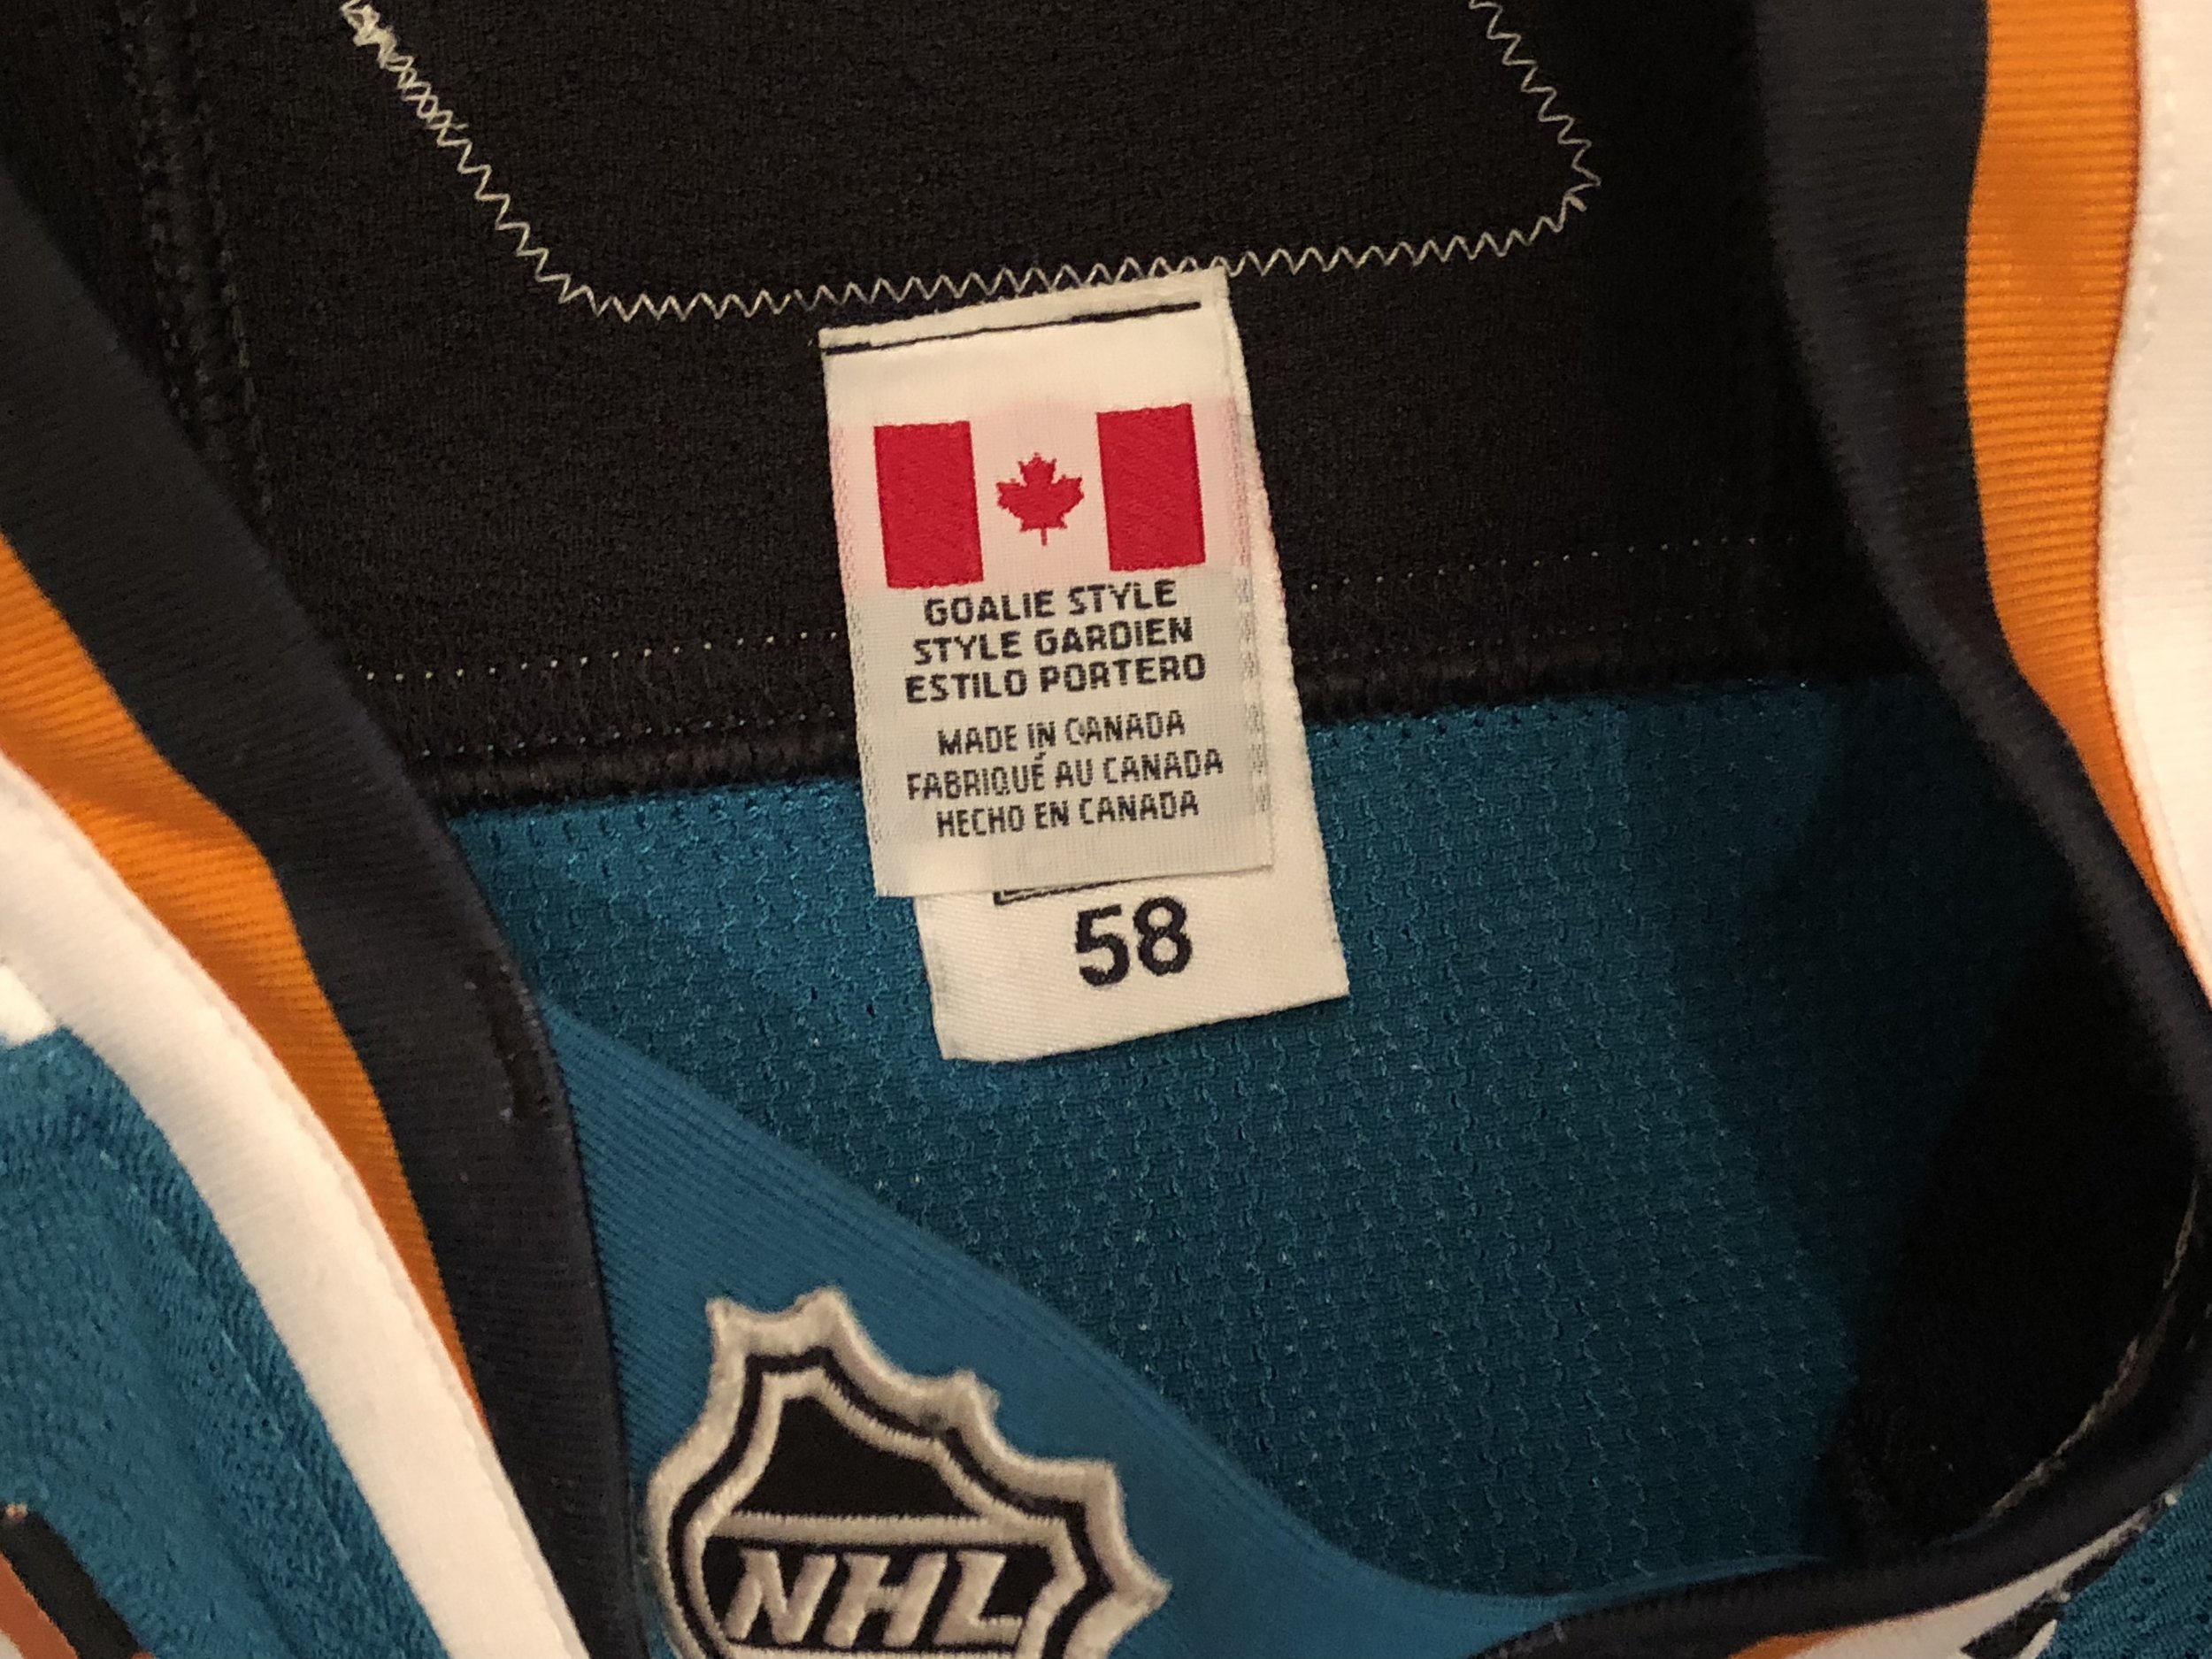 GOALIE STYLE
STYLE GARDIEN
ESTILO PORTERO
MADE IN CANADA
FABRIQUÉ AU CANADA
HECHO EN CANADA
58
NHL